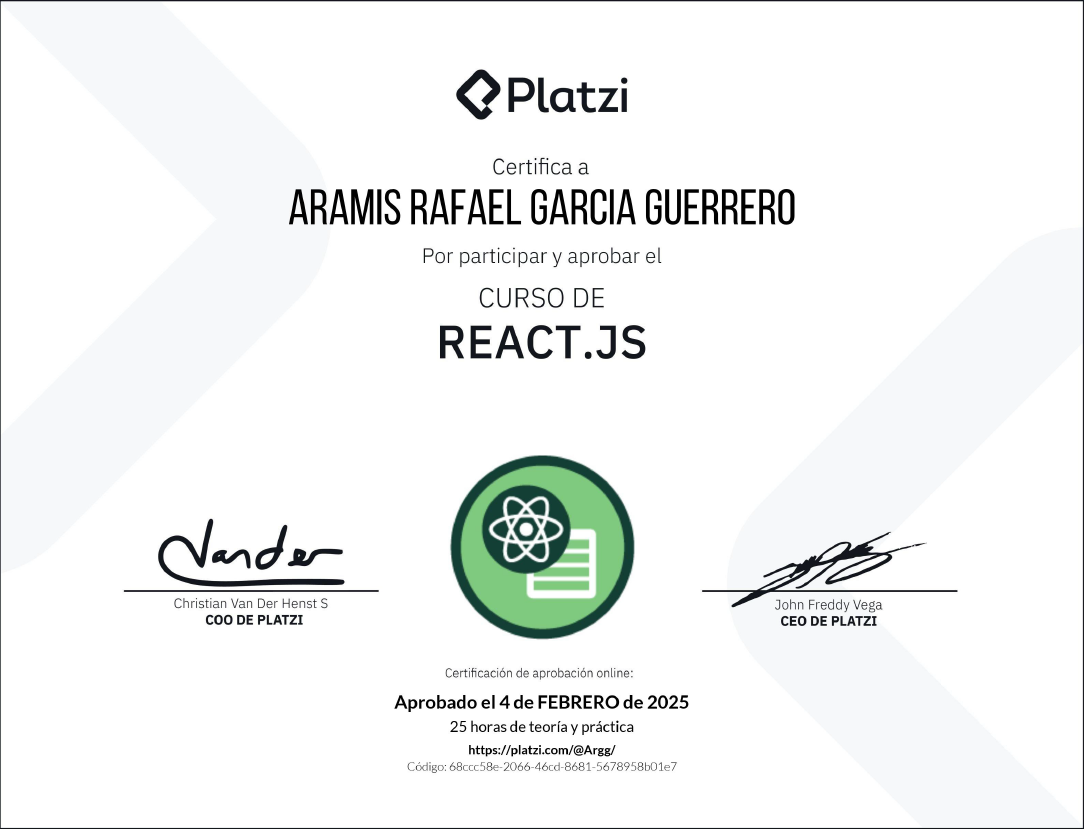 Platzi
Certifica a
ARAMIS RAFAEL GARCIA GUERRERO
Por participar y aprobar el
CURSO DE
REACT.JS
Vander
Christian Van Der Henst S
COO DE PLATZI
John Freddy Vega
CEO DE PLATZI
Certificación de aprobación online:
Aprobado el 4 de FEBRERO de 2025
25 horas de teoría y práctica
https://platzi.com/@Argg/
Código: 68ccc58e-2066-46cd-8681-5678958b01e7